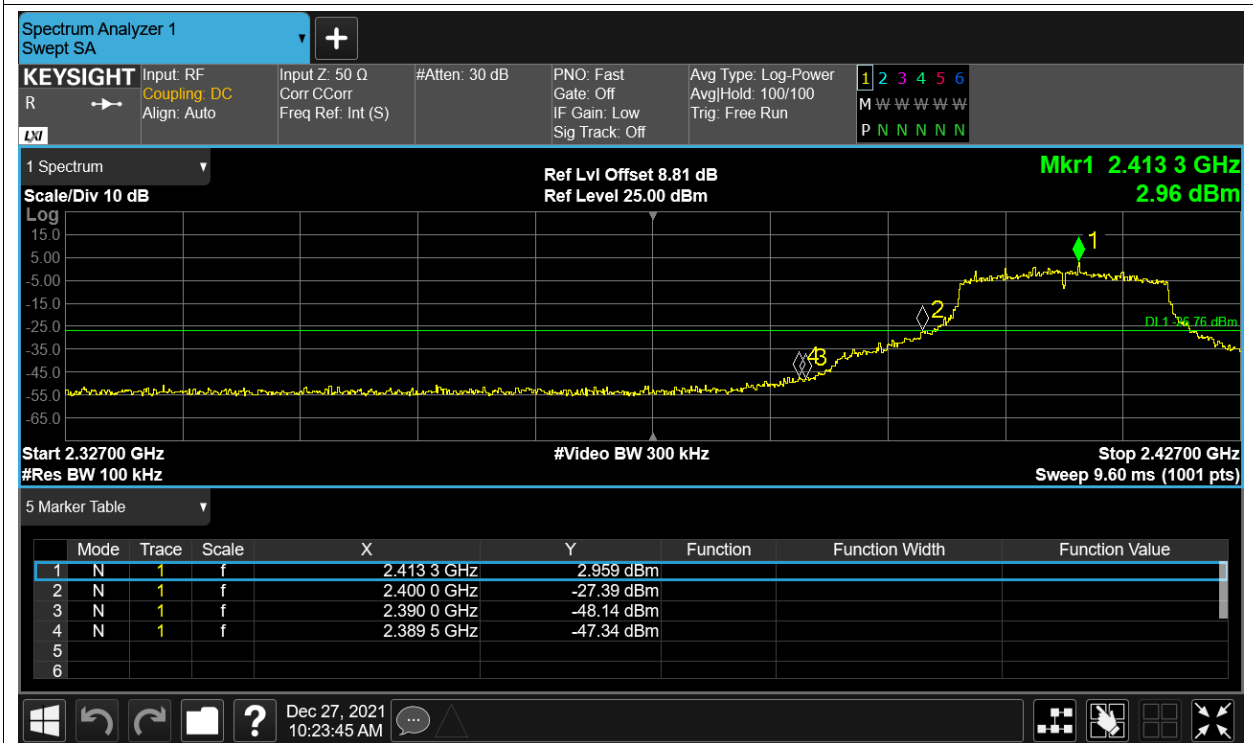 Spectrum Analyzer 1
Swept SA
KEYSIGHT Input: RF Input Z: 50 Ω #Atten: 30 dB PNO: Fast Avg Type: Log-Power 1 2 3 4 5 6
R Coupling: DC Corr CCorr Gate: Off Avg|Hold: 100/100 M W W W W W
Align: Auto Freq Ref: Int (S) IF Gain: Low Trig: Free Run
LXI Sig Track: Off P N N N N N
1 Spectrum Ref Lvl Offset 8.81 dB Mkr1 2.413 3 GHz
Scale/Div 10 dB Ref Level 25.00 dBm 2.96 dBm
Log
15.0
1
5.00
-5.00
-15.0
2
-25.0
DL1 -26.76 dBm
-35.0
43
-45.0
-55.0
-65.0
Start 2.32700 GHz #Video BW 300 kHz Stop 2.42700 GHz
#Res BW 100 kHz Sweep 9.60 ms (1001 pts)
5 Marker Table
Mode Trace Scale X Y Function Function Width Function Value
1 N 1 f 2.413 3 GHz 2.959 dBm
2 N 1 f 2.400 0 GHz -27.39 dBm
3 N 1 f 2.390 0 GHz -48.14 dBm
4 N 1 f 2.389 5 GHz -47.34 dBm
5
6
? Dec 27, 2021
10:23:45 AM